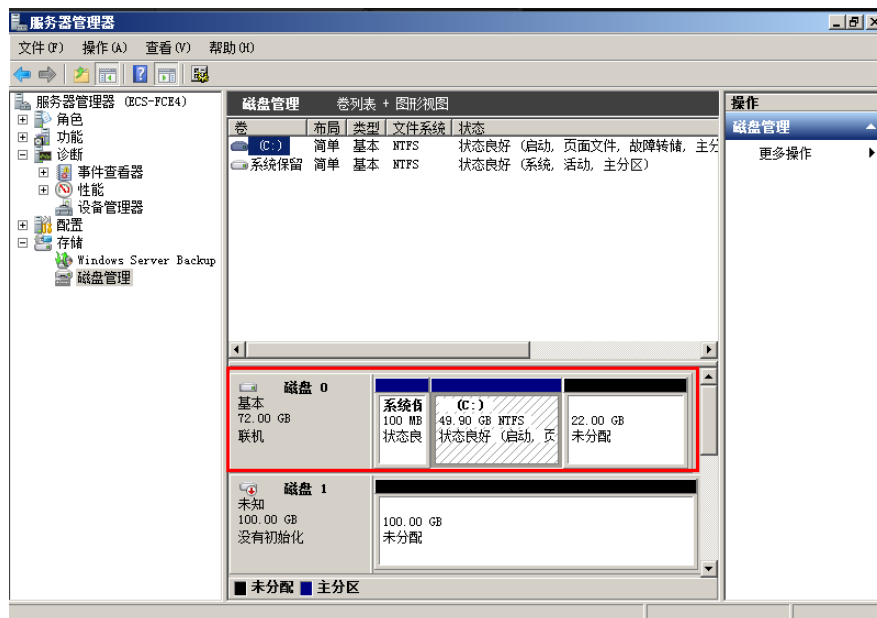 服务器管理器
文件(F) 操作(A) 查看(V) 帮助(H)
服务器管理器 (ECS-FCE4)
角色
功能
诊断
事件查看器
性能
设备管理器
配置
存储
Windows Server Backup
磁盘管理
磁盘管理 卷列表 + 图形视图
卷 布局 类型 文件系统 状态
(C:) 简单 基本 NTFS 状态良好 (启动, 页面文件, 故障转储, 主分
系统保留 简单 基本 NTFS 状态良好 (系统, 活动, 主分区)
磁盘 0
基本
72.00 GB
联机
系统保
100 MB
状态良
(C:)
49.90 GB NTFS
状态良好 (启动, 页
22.00 GB
未分配
磁盘 1
未知
100.00 GB
没有初始化
100.00 GB
未分配
未分配 主分区
操作
磁盘管理
更多操作